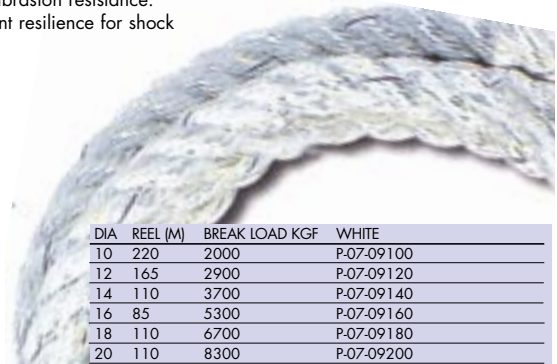 abrasion resistance.
nt resilience for shock
DIA REEL (M) BREAK LOAD KGF WHITE
10 220 2000 P-07-09100
12 165 2900 P-07-09120
14 110 3700 P-07-09140
16 85 5300 P-07-09160
18 110 6700 P-07-09180
20 110 8300 P-07-09200